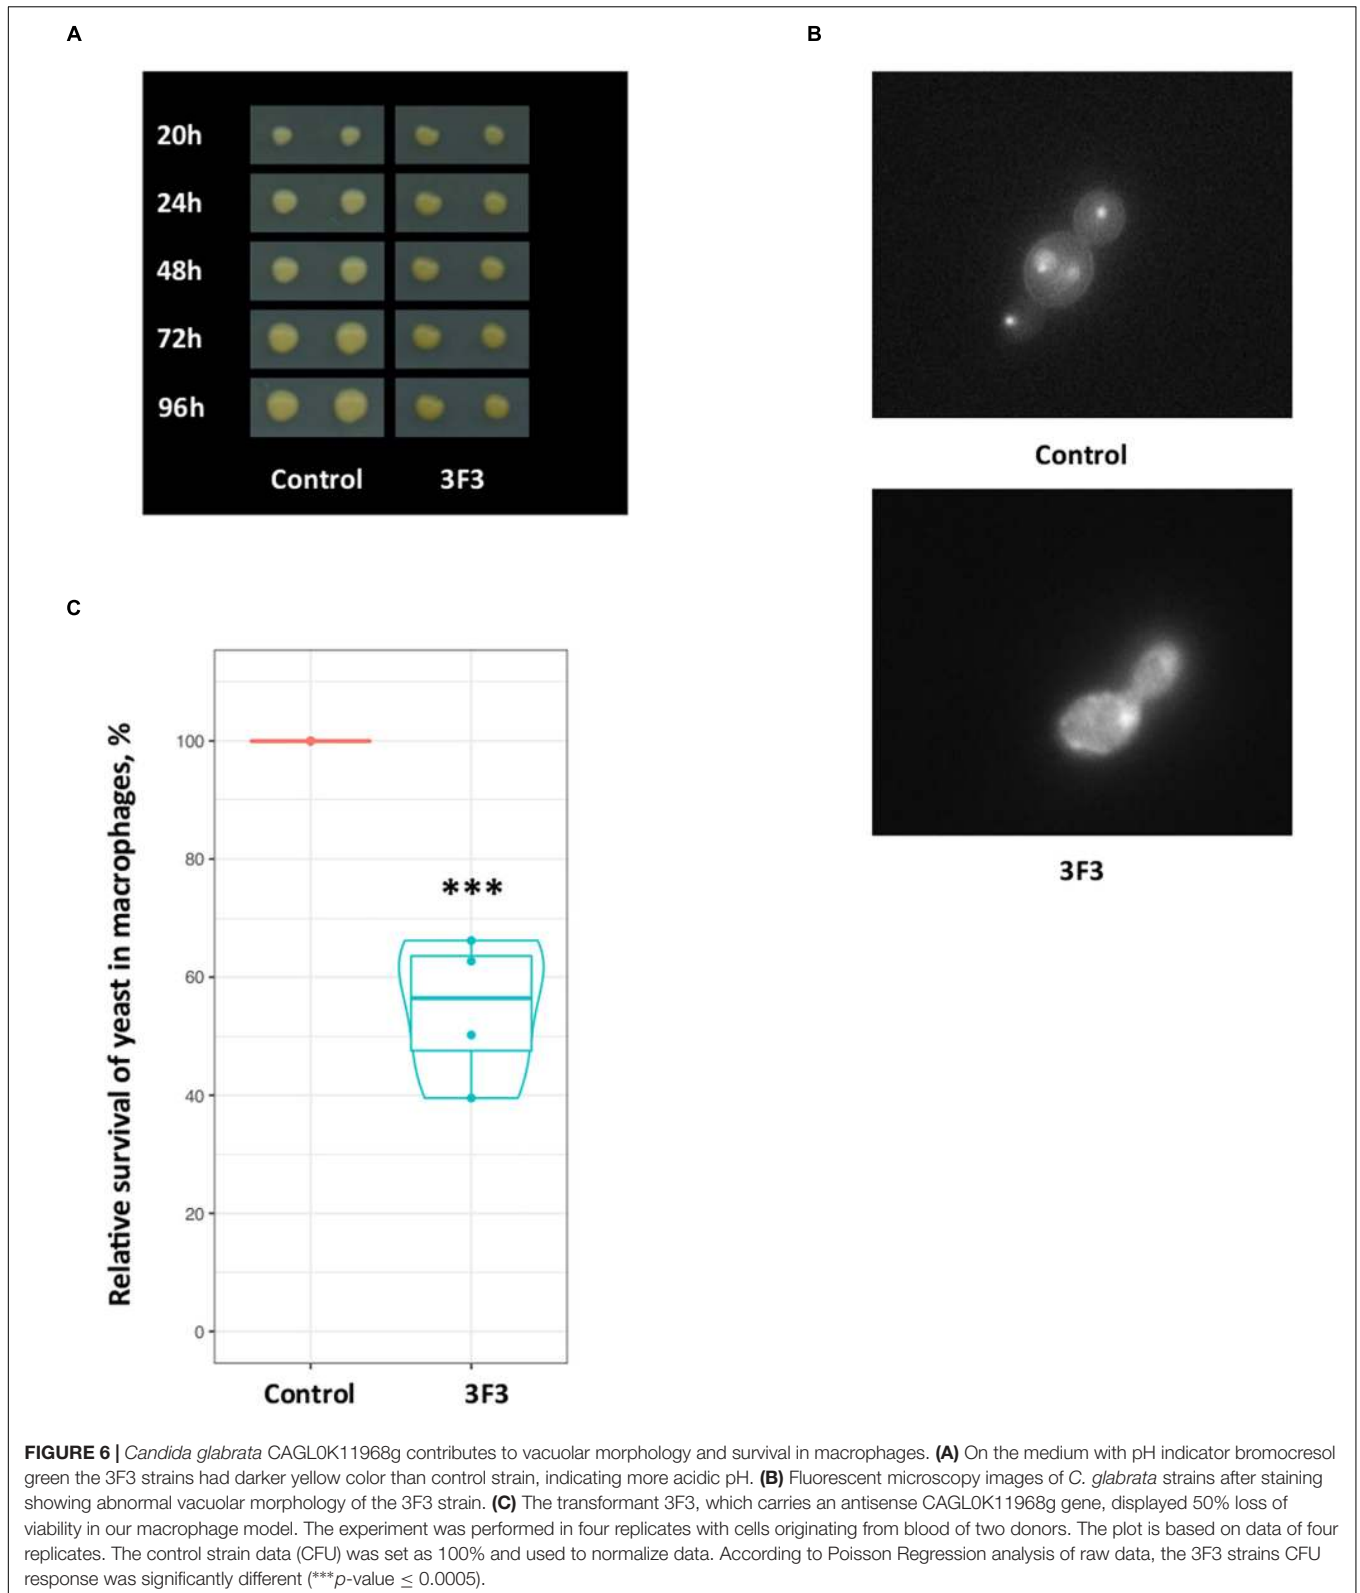 A
20h
24h
48h
72h
96h
Control 3F3
B
Control
3F3
C
Relative survival of yeast in macrophages, %
100
80
60
40
20
0
***
Control 3F3
FIGURE 6 | Candida glabrata CAGL0K11968g contributes to vacuolar morphology and survival in macrophages. (A) On the medium with pH indicator bromocresol
green the 3F3 strains had darker yellow color than control strain, indicating more acidic pH. (B) Fluorescent microscopy images of C. glabrata strains after staining
showing abnormal vacuolar morphology of the 3F3 strain. (C) The transformant 3F3, which carries an antisense CAGL0K11968g gene, displayed 50% loss of
viability in our macrophage model. The experiment was performed in four replicates with cells originating from blood of two donors. The plot is based on data of four
replicates. The control strain data (CFU) was set as 100% and used to normalize data. According to Poisson Regression analysis of raw data, the 3F3 strains CFU
response was significantly different (***p-value ≤ 0.0005).